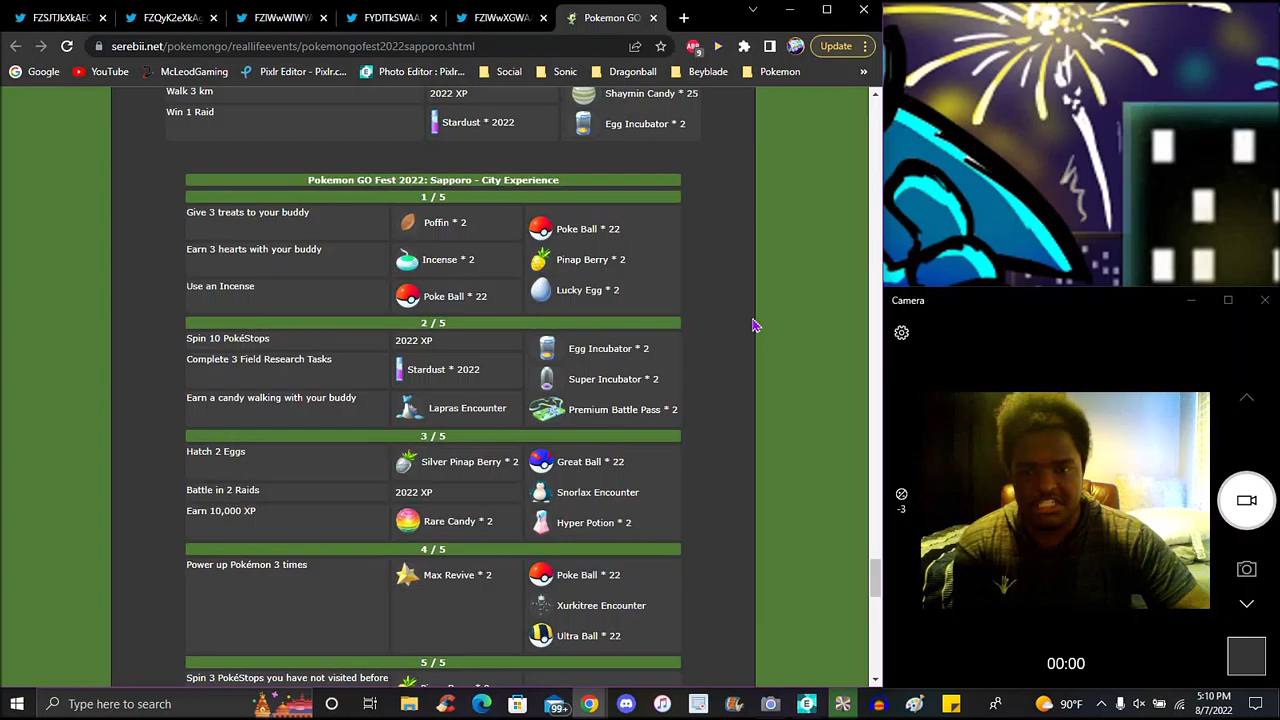 FZSJTJkXkAEC
FZQyK2eXkAg
FZIWwWIWYA
FYDITkSWAAE
FZIWwXGWAA
Pokemon GO
serebii.net/pokemongo/reallifeevents/pokemongofest2022sapporo.shtml
9
Update
Google
YouTube
McLeodGaming
Pixlr Editor - Pixlr.c...
Photo Editor : Pixlr...
Social
Sonic
Dragonball
Beyblade
Pokemon
»
Walk 3 km
2022 XP
Shaymin Candy * 25
Win 1 Raid
Stardust * 2022
Egg Incubator * 2
Pokemon GO Fest 2022: Sapporo - City Experience
1 / 5
Give 3 treats to your buddy
Poffin * 2
Poke Ball * 22
Earn 3 hearts with your buddy
Incense * 2
Pinap Berry * 2
Use an Incense
Poke Ball * 22
Lucky Egg * 2
2 / 5
Spin 10 PokéStops
2022 XP
Egg Incubator * 2
Complete 3 Field Research Tasks
Stardust * 2022
Super Incubator * 2
Earn a candy walking with your buddy
Lapras Encounter
Premium Battle Pass * 2
3 / 5
Hatch 2 Eggs
Silver Pinap Berry * 2
Great Ball * 22
Battle in 2 Raids
2022 XP
Snorlax Encounter
Earn 10,000 XP
Rare Candy * 2
Hyper Potion * 2
4 / 5
Power up Pokémon 3 times
Max Revive * 2
Poke Ball * 22
Xurkitree Encounter
Ultra Ball * 22
5 / 5
Spin 3 PokéStops you have not visited before
Camera
-3
00:00
Type here to search
99+
90°F
5:10 PM
8/7/2022